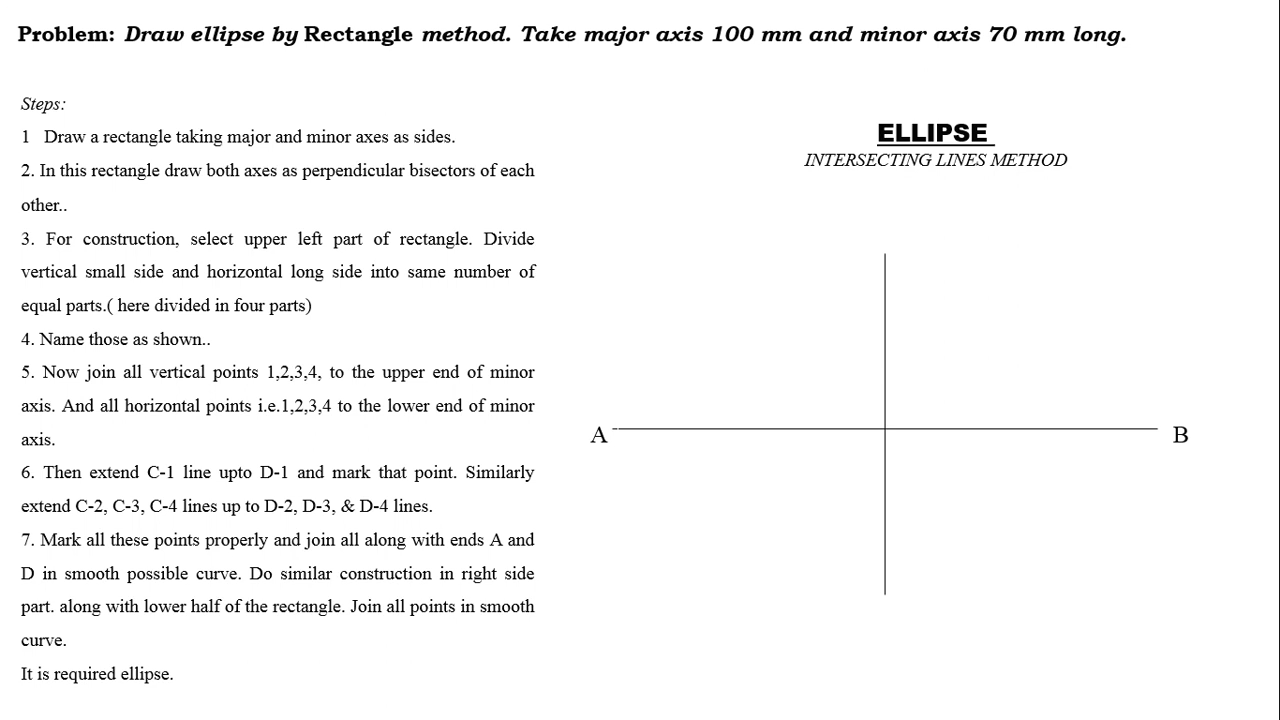 Problem: Draw ellipse by Rectangle method. Take major axis 100 mm and minor axis 70 mm long.
Steps:
1 Draw a rectangle taking major and minor axes as sides.
2. In this rectangle draw both axes as perpendicular bisectors of each
other..
3. For construction, select upper left part of rectangle. Divide
vertical small side and horizontal long side into same number of
equal parts.( here divided in four parts)
4. Name those as shown..
5. Now join all vertical points 1,2,3,4, to the upper end of minor
axis. And all horizontal points i.e.1,2,3,4 to the lower end of minor
axis.
6. Then extend C-1 line upto D-1 and mark that point. Similarly
extend C-2, C-3, C-4 lines up to D-2, D-3, & D-4 lines.
7. Mark all these points properly and join all along with ends A and
D in smooth possible curve. Do similar construction in right side
part. along with lower half of the rectangle. Join all points in smooth
curve.
It is required ellipse.
ELLIPSE
INTERSECTING LINES METHOD
A
B